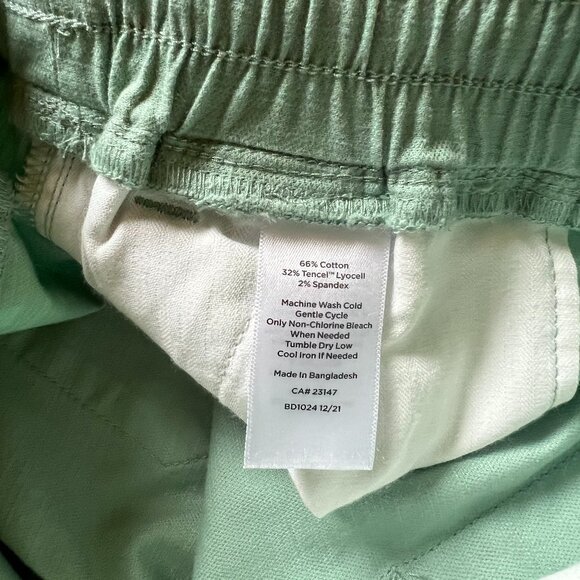 66% Cotton
32% Tencel™ Lyocell
2% Spandex
Machine Wash Cold
Gentle Cycle
Only Non-Chlorine Bleach
When Needed
Tumble Dry Low
Cool Iron If Needed
Made In Bangladesh
CA# 23147
BD1024 12/21